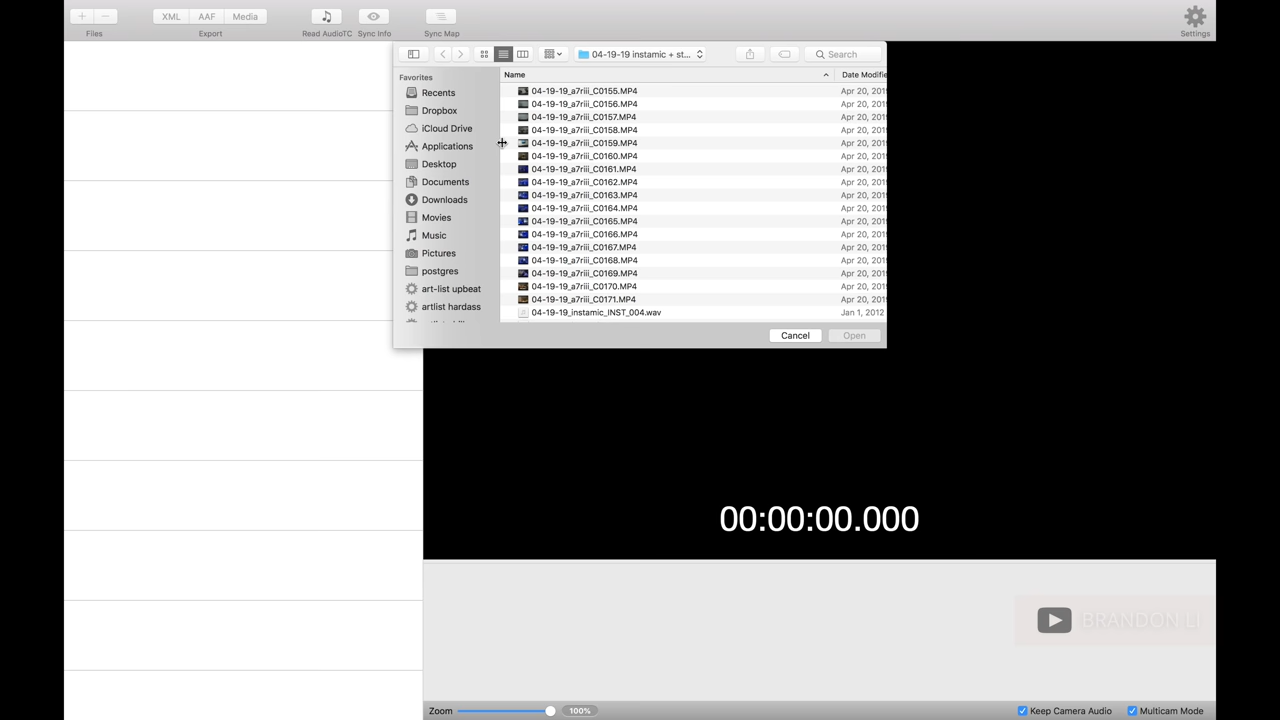 XML AAF Media
Files Export Read AudioTC Sync Info Sync Map Settings
04-19-19 instamic + st... Search
Favorites
Recents
Dropbox
iCloud Drive
Applications
Desktop
Documents
Downloads
Movies
Music
Pictures
postgres
art-list upbeat
artlist hardass
Name Date Modifie
04-19-19_a7riii_C0155.MP4 Apr 20, 201
04-19-19_a7riii_C0156.MP4 Apr 20, 201
04-19-19_a7riii_C0157.MP4 Apr 20, 201
04-19-19_a7riii_C0158.MP4 Apr 20, 201
04-19-19_a7riii_C0159.MP4 Apr 20, 201
04-19-19_a7riii_C0160.MP4 Apr 20, 201
04-19-19_a7riii_C0161.MP4 Apr 20, 201
04-19-19_a7riii_C0162.MP4 Apr 20, 201
04-19-19_a7riii_C0163.MP4 Apr 20, 201
04-19-19_a7riii_C0164.MP4 Apr 20, 201
04-19-19_a7riii_C0165.MP4 Apr 20, 201
04-19-19_a7riii_C0166.MP4 Apr 20, 201
04-19-19_a7riii_C0167.MP4 Apr 20, 201
04-19-19_a7riii_C0168.MP4 Apr 20, 201
04-19-19_a7riii_C0169.MP4 Apr 20, 201
04-19-19_a7riii_C0170.MP4 Apr 20, 201
04-19-19_a7riii_C0171.MP4 Apr 20, 201
04-19-19_instamic_INST_004.wav Jan 1, 2012
Cancel Open
00:00:00.000
BRANDON LI
Zoom 100% Keep Camera Audio Multicam Mode